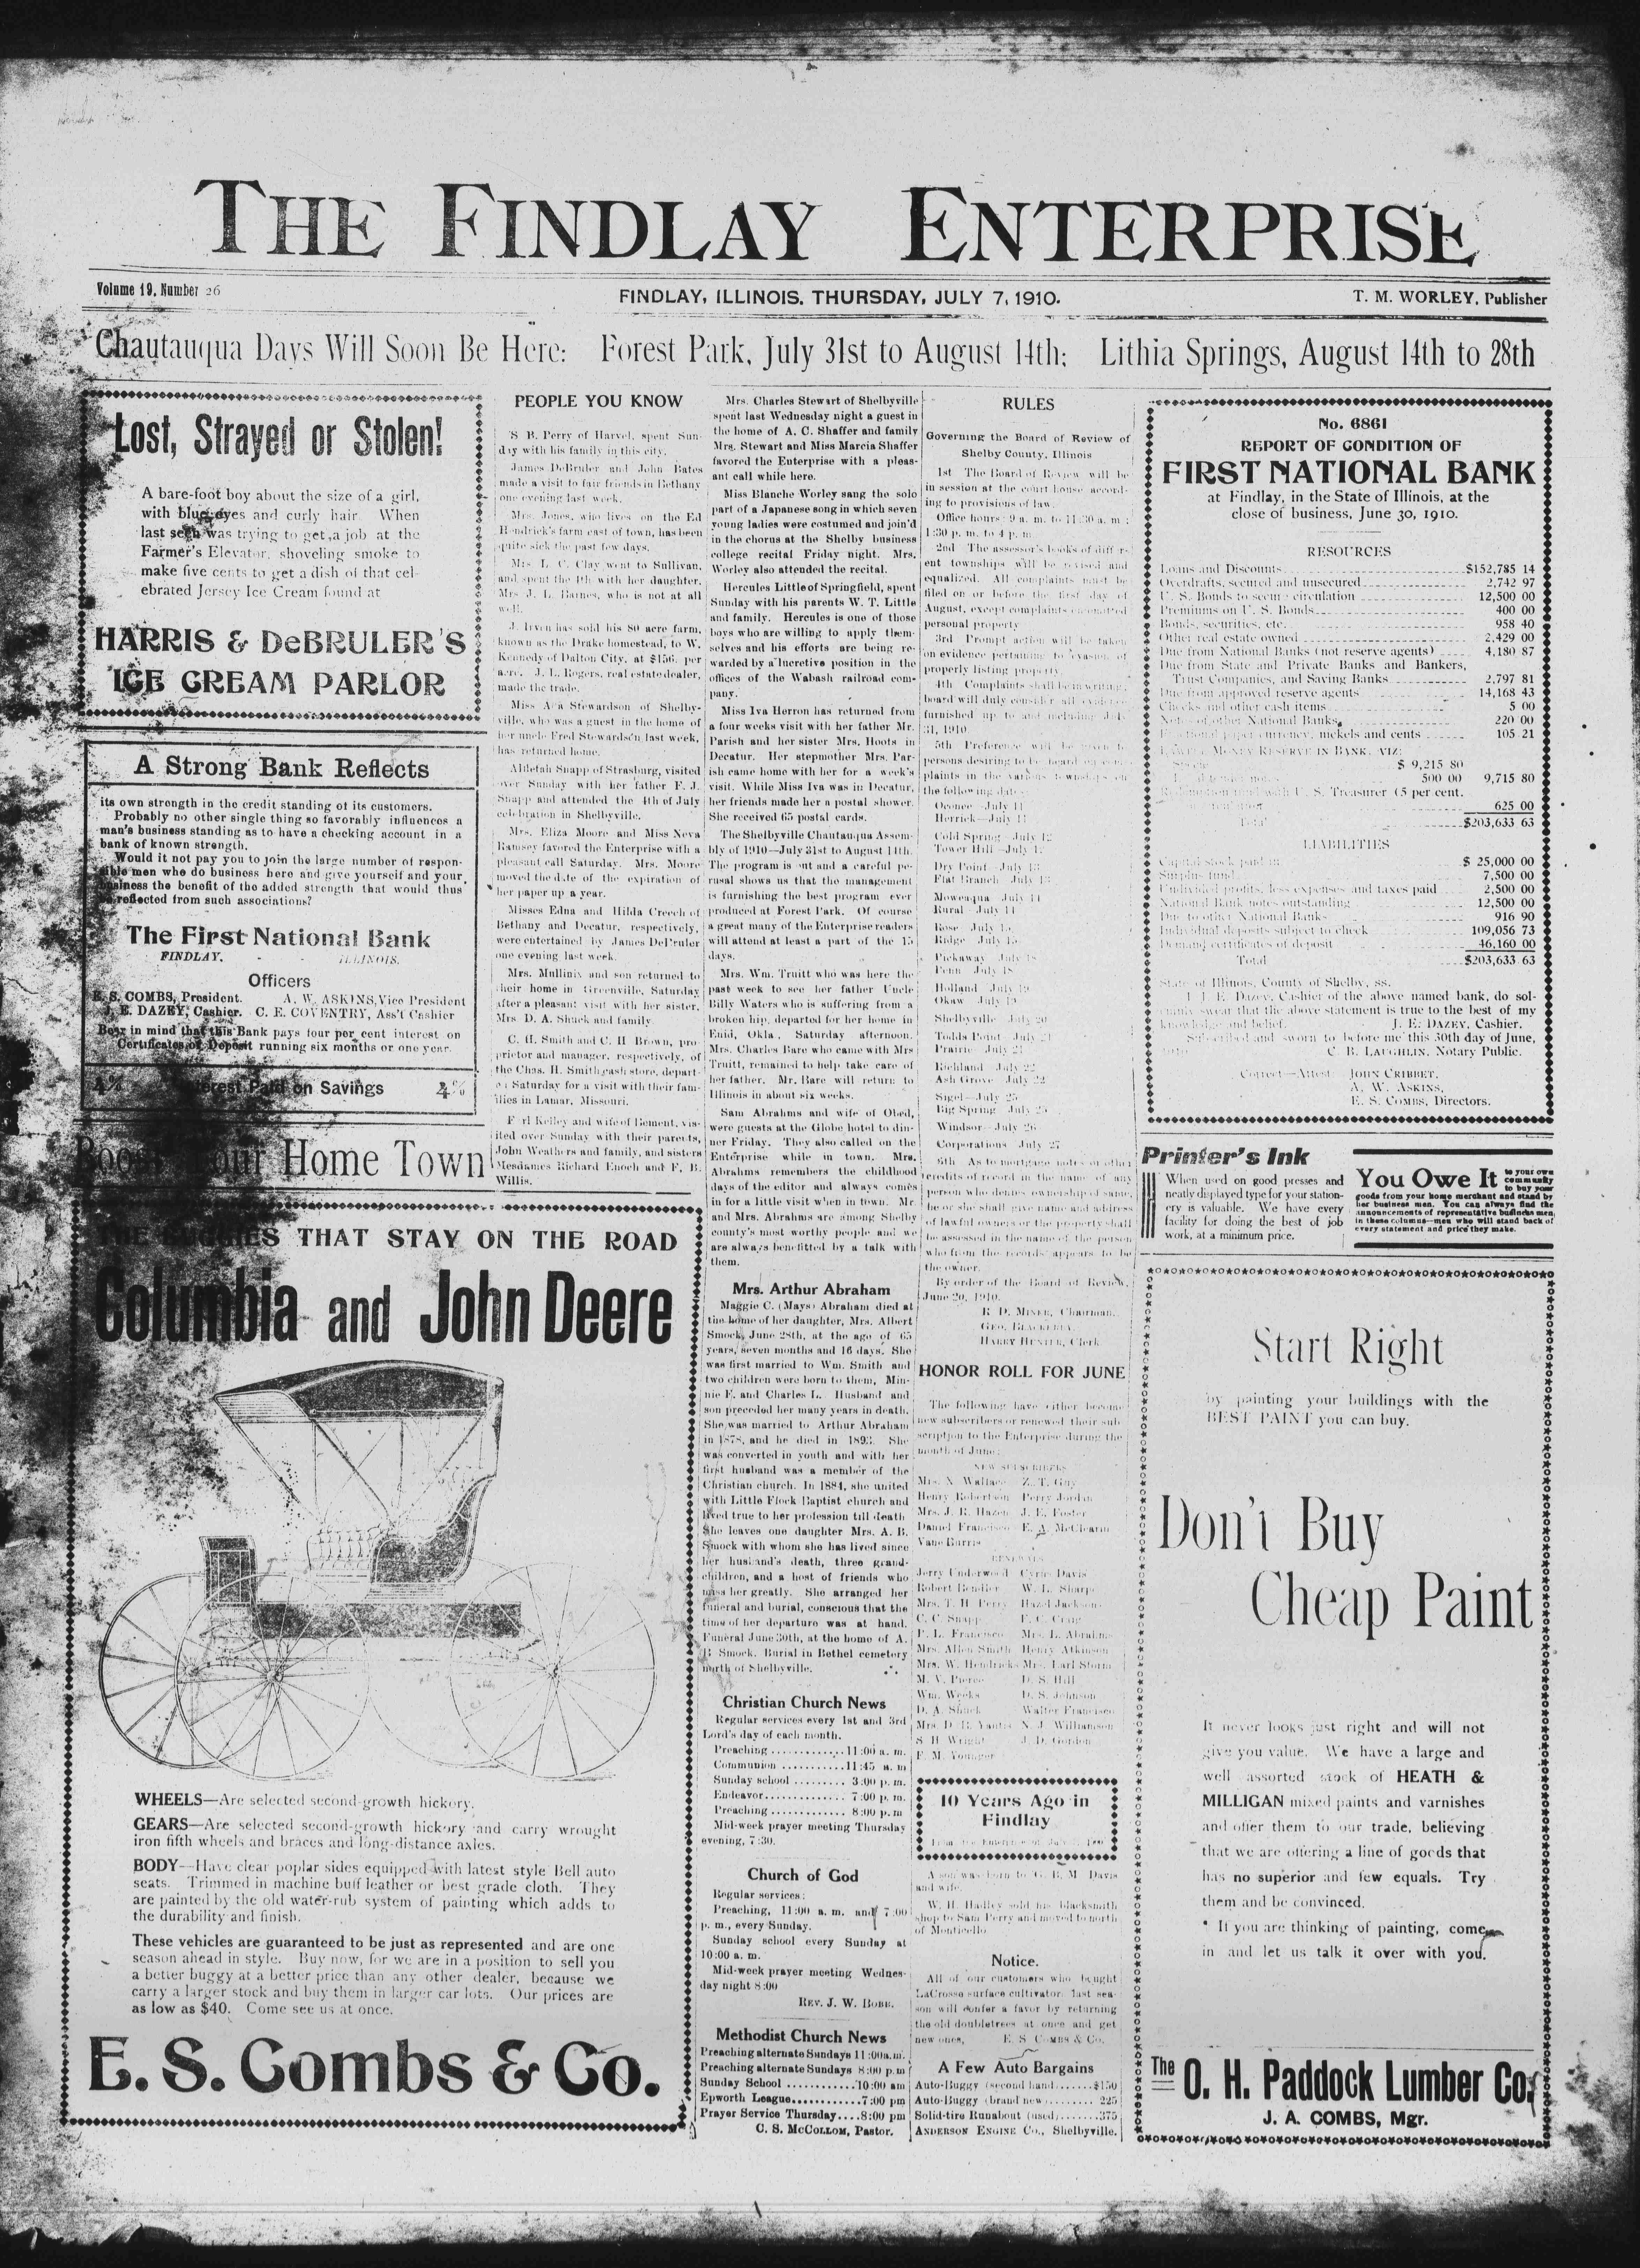 THE FINDLAY ENTERPRISE
Volume 19, Number 26
FINDLAY, ILLINOIS. THURSDAY, JULY 7, 1910.
T. M. WORLEY, Publisher
Chautauqua Days Will Soon Be Here: Forest Park, July 31st to August 14th; Lithia Springs, August 14th to 28th
Lost, Strayed or Stolen!
A bare-foot boy about the size of a girl,
with blue eyes and curly hair. When
last seen was trying to get a job at the
Farmer's Elevator, shoveling smoke to
make five cents to get a dish of that cel-
ebrated Jersey Ice Cream found at
HARRIS & DeBRULER'S
ICE CREAM PARLOR
A Strong Bank Reflects
its own strength in the credit standing of its customers.
Probably no other single thing so favorably influences a
man's business standing as to have a checking account in a
bank of known strength.
Would it not pay you to join the large number of respon-
sible men who do business here and give yourself and your
business the benefit of the added strength that would thus
be reflected from such associations?
The First National Bank
FINDLAY, - - ILLINOIS.
Officers
E. S. COMBS, President. A. W. ASKINS, Vice President
J. E. DAZEY, Cashier. C. E. COVENTRY, Ass't Cashier
Bear in mind that this Bank pays four per cent interest on
Certificates of Deposit running six months or one year.
4% Interest Paid on Savings 4%
Boost Your Home Town
BUGGIES THAT STAY ON THE ROAD
Columbia and John Deere
WHEELS—Are selected second-growth hickory.
GEARS—Are selected second-growth hickory and carry wrought
iron fifth wheels and braces and long-distance axles.
BODY—Have clear poplar sides equipped with latest style Bell auto
seats. Trimmed in machine buff leather or best grade cloth. They
are painted by the old water-rub system of painting which adds to
the durability and finish.
These vehicles are guaranteed to be just as represented and are one
season ahead in style. Buy now, for we are in a position to sell you
a better buggy at a better price than any other dealer, because we
carry a larger stock and buy them in larger car lots. Our prices are
as low as $40. Come see us at once.
E. S. Combs & Co.
PEOPLE YOU KNOW
S B. Perry of Harvel, spent Sun-
day with his family in this city.
James DeBruler and John Bates
made a visit to fair friends in Bethany
one evening last week.
Mrs. Jones, who lives on the Ed
Hendrick's farm east of town, has been
quite sick the past few days.
Mrs L. C. Clay went to Sullivan,
and spent the 4th with her daughter,
Mrs J. L. Barnes, who is not at all
well.
J. Irven has sold his 80 acre farm,
known as the Drake homestead, to W.
Kennedy of Dalton City, at $156. per
acre. J. L. Rogers, real estate dealer,
made the trade.
Miss Ara Stewardson of Shelby-
ville, who was a guest in the home of
her uncle Fred Stewardson last week,
has returned home.
Ahletah Snapp of Strasburg, visited
over Sunday with her father F. J.
Snapp and attended the 4th of July
celebration in Shelbyville.
Mrs. Eliza Moore and Miss Neva
Ramsey favored the Enterprise with a
pleasant call Saturday. Mrs. Moore
moved the date of the expiration of
her paper up a year.
Misses Edna and Hilda Creech of
Bethany and Decatur, respectively,
were entertained by James DeBruler
one evening last week.
Mrs. Mullinix and son returned to
their home in Greenville, Saturday
after a pleasant visit with her sister,
Mrs D. A. Shuck and family.
C. H. Smith and C. H Brown, pro-
prietor and manager, respectively, of
the Chas. H. Smith cash store, depart-
ed Saturday for a visit with their fam-
ilies in Lamar, Missouri.
Earl Kelley and wife of Bement, vis-
ited over Sunday with their parents,
John Weathers and family, and sisters
Mesdames Richard Enoch and F. B.
Willis.
Mrs. Charles Stewart of Shelbyville
spent last Wednesday night a guest in
the home of A. C. Shaffer and family
Mrs. Stewart and Miss Marcia Shaffer
favored the Enterprise with a pleas-
ant call while here.
Miss Blanche Worley sang the solo
part of a Japanese song in which seven
young ladies were costumed and join'd
in the chorus at the Shelby business
college recital Friday night. Mrs.
Worley also attended the recital.
Hercules Little of Springfield, spent
Sunday with his parents W. T. Little
and family. Hercules is one of those
boys who are willing to apply them-
selves and his efforts are being re-
warded by a lucretive position in the
offices of the Wabash railroad com-
pany.
Miss Iva Herron has returned from
a four weeks visit with her father Mr.
Parish and her sister Mrs. Hoots in
Decatur. Her stepmother Mrs. Par-
ish came home with her for a week's
visit. While Miss Iva was in Decatur,
her friends made her a postal shower.
She received 65 postal cards.
The Shelbyville Chautauqua Assem-
bly of 1910—July 31st to August 14th.
The program is out and a careful pe-
rusal shows us that the management
is furnishing the best program ever
produced at Forest Park. Of course
a great many of the Enterprise readers
will attend at least a part of the 15
days.
Mrs. Wm. Truitt who was here the
past week to see her father Uncle
Billy Waters who is suffering from a
broken hip, departed for her home in
Enid, Okla , Saturday afternoon.
Mrs. Charles Bare who came with Mrs
Truitt, remained to help take care of
her father. Mr. Bare will return to
Illinois in about six weeks.
Sam Abrahms and wife of Obed,
were guests at the Globe hotel to din-
ner Friday. They also called on the
Enterprise while in town. Mrs.
Abrahms remembers the childhood
days of the editor and always comes
in for a little visit when in town. Mr
and Mrs. Abrahms are among Shelby
county's most worthy people and we
are always benefitted by a talk with
them.
Mrs. Arthur Abraham
Maggie C. (Mays) Abraham died at
the home of her daughter, Mrs. Albert
Smock, June 28th, at the age of 65
years, seven months and 16 days. She
was first married to Wm. Smith and
two children were born to them, Min-
nie F. and Charles L. Husband and
son preceded her many years in death.
She was married to Arthur Abraham
in 1878, and he died in 1893. She
was converted in youth and with her
first husband was a member of the
Christian church. In 1884, she united
with Little Flock Baptist church and
lived true to her profession till death
She leaves one daughter Mrs. A. B.
Smock with whom she has lived since
her husband's death, three grand-
children, and a host of friends who
miss her greatly. She arranged her
funeral and burial, conscious that the
time of her departure was at hand.
Funeral June 30th, at the home of A.
B Smock. Burial in Bethel cemetery
north of Shelbyville.
Christian Church News
Regular services every 1st and 3rd
Lord's day of each month.
Preaching ............ 11:00 a. m.
Communion ........... 11:45 a. m
Sunday school ......... 3:00 p. m.
Endeavor.............. 7:00 p. m.
Preaching ............. 8:00 p. m
Mid-week prayer meeting Thursday
evening, 7:30.
Church of God
Regular services:
Preaching, 11:00 a. m. and 7:00
p. m., every Sunday.
Sunday school every Sunday at
10:00 a. m.
Mid-week prayer meeting Wednes-
day night 8:00
REV. J. W. BOBB.
Methodist Church News
Preaching alternate Sundays 11:00a.m.
Preaching alternate Sundays 8:00 p.m
Sunday School ............ 10:00 am
Epworth League............ 7:00 pm
Prayer Service Thursday.... 8:00 pm
C. S. McCOLLOM, Pastor.
RULES
Governing the Board of Review of
Shelby County, Illinois
1st The Board of Review will be
in session at the court house accord-
ing to provisions of law.
Office hours: 9 a. m. to 11:30 a. m;
1:30 p. m. to 4 p. m.
2nd The assessor's books of differ-
ent townships will be revised and
equalized. All complaints must be
filed on or before the first day of
August, except complaints
personal property
3rd Prompt action will be taken
on evidence pertaining to evasion of
properly listing property
4th Complaints shall be in writing;
board will duly consider all evidence
furnished up to and including July
31, 1910.
5th Preference will be given to
persons desiring to be heard on com-
plaints in the various townships on
the following dates:
Oconee—July 11
Herrick—July 11
Cold Spring—July 12
Tower Hill—July 12
Dry Point—July 13
Flat Branch—July 13
Moweaqua—July 14
Rural—July 14
Rose—July 15
Ridge—July 15
Pickaway—July 18
Penn—July 18
Holland—July 19
Okaw—July 19
Shelbyville—July 20
Todds Point—July 21
Prairie—July 21
Richland—July 22
Ash Grove—July 22
Sigel—July 25
Big Spring—July 25
Windsor—July 26
Corporations—July 27
6th As to mortgage notes or other
credits of record in the name of any
person who denies ownership of same,
he or she shall give name and address
of lawful owners or the property shall
be assessed in the name of the person
who from the records appears to be
the owner.
By order of the Board of Review,
June 20, 1910.
R. D. MINER, Chairman.
HARRY HUNTER, Clerk
HONOR ROLL FOR JUNE
The following have either become
new subscribers or renewed their sub-
scription to the Enterprise during the
month of June:
NEW SUBSCRIBERS
Mrs. N. Wallace Z. T. Guy
Henry Robertson Perry Jordan
Mrs. J. R. Hazen J. E. Foster
Daniel Francisco E. A. McClearin
Vane Burris
RENEWALS
Jerry Underwood Cyrus Davis
Robert Bendler W. L. Sharp
Mrs. T. H Perry Hazel Jackson
C. C. Snapp F. C. Craig
P. L. Francisco Mrs. L. Abrahms
Mrs. Allen Smith Henry Atkinson
Mrs. W. Hendricks Mrs. Earl Storm
M. V. Pierce D. S. Hill
Wm. Weeks D. S. Johnson
D. A. Shuck Walter Francisco
Mrs D. B. Yantis N. J. Williamson
S H Wright J. D. Gordon
F. M. Younger
10 Years Ago in
Findlay
A son was born to G. B. M Davis
and wife.
W. H. Hadley sold his blacksmith
shop to Sam Perry and moved to north
of Monticello
Notice.
All of our customers who bought
LaCrosse surface cultivator last sea-
son will confer a favor by returning
the old doubletrees at once and get
new ones. E. S COMBS & CO.
A Few Auto Bargains
Auto-Buggy (second hand.......$150
Auto-Buggy (brand new ........ 225
Solid-tire Runabout (used).......375
ANDERSON ENGINE CO., Shelbyville.
No. 6861
REPORT OF CONDITION OF
FIRST NATIONAL BANK
at Findlay, in the State of Illinois, at the
close of business, June 30, 1910.
RESOURCES
Loans and Discounts $152,785 14
Overdrafts, secured and unsecured 2,742 97
U. S. Bonds to secure circulation 12,500 00
Premiums on U. S. Bonds 400 00
Bonds, securities, etc. 958 40
Other real estate owned 2,429 00
Due from National Banks (not reserve agents) 4,180 87
Due from State and Private Banks and Bankers,
Trust Companies, and Saving Banks 2,797 81
Due from approved reserve agents 14,168 43
Checks and other cash items 5 00
Notes of other National Banks 220 00
Fractional paper currency, nickels and cents 105 21
LAWFUL MONEY RESERVE IN BANK, VIZ:
Specie $ 9,215 80
Legal tender notes 500 00 9,715 80
Redemption fund with U. S. Treasurer (5 per cent.
circulation) 625 00
Total $203,633 63
LIABILITIES
Capital stock paid in $ 25,000 00
Surplus fund 7,500 00
Undivided profits, less expenses and taxes paid 2,500 00
National Bank notes outstanding 12,500 00
Due to other National Banks 916 90
Individual deposits subject to check 109,056 73
Demand certificates of deposit 46,160 00
Total $203,633 63
State of Illinois, County of Shelby, ss.
I J. E. Dazey, Cashier of the above named bank, do sol-
emnly swear that the above statement is true to the best of my
knowledge and belief. J. E. DAZEY, Cashier.
Subscribed and sworn to before me this 30th day of June,
1910. C. B. LAUGHLIN, Notary Public.
Correct—Attest: JOHN CRIBBET,
A. W. ASKINS,
E. S. COMBS, Directors.
Printer's Ink
When used on good presses and
neatly displayed type for your station-
ery is valuable. We have every
facility for doing the best of job
work, at a minimum price.
You Owe It to your own
community
to buy your
goods from your home merchant and stand by
her business men. You can always find the
announcements of representative business men
in these columns—men who will stand back of
every statement and price they make.
Start Right
by painting your buildings with the
BEST PAINT you can buy.
Don't Buy
Cheap Paint
It never looks just right and will not
give you value. We have a large and
well assorted stock of HEATH &
MILLIGAN mixed paints and varnishes
and offer them to our trade, believing
that we are offering a line of goods that
has no superior and few equals. Try
them and be convinced.
If you are thinking of painting, come
in and let us talk it over with you.
The O. H. Paddock Lumber Co.
J. A. COMBS, Mgr.